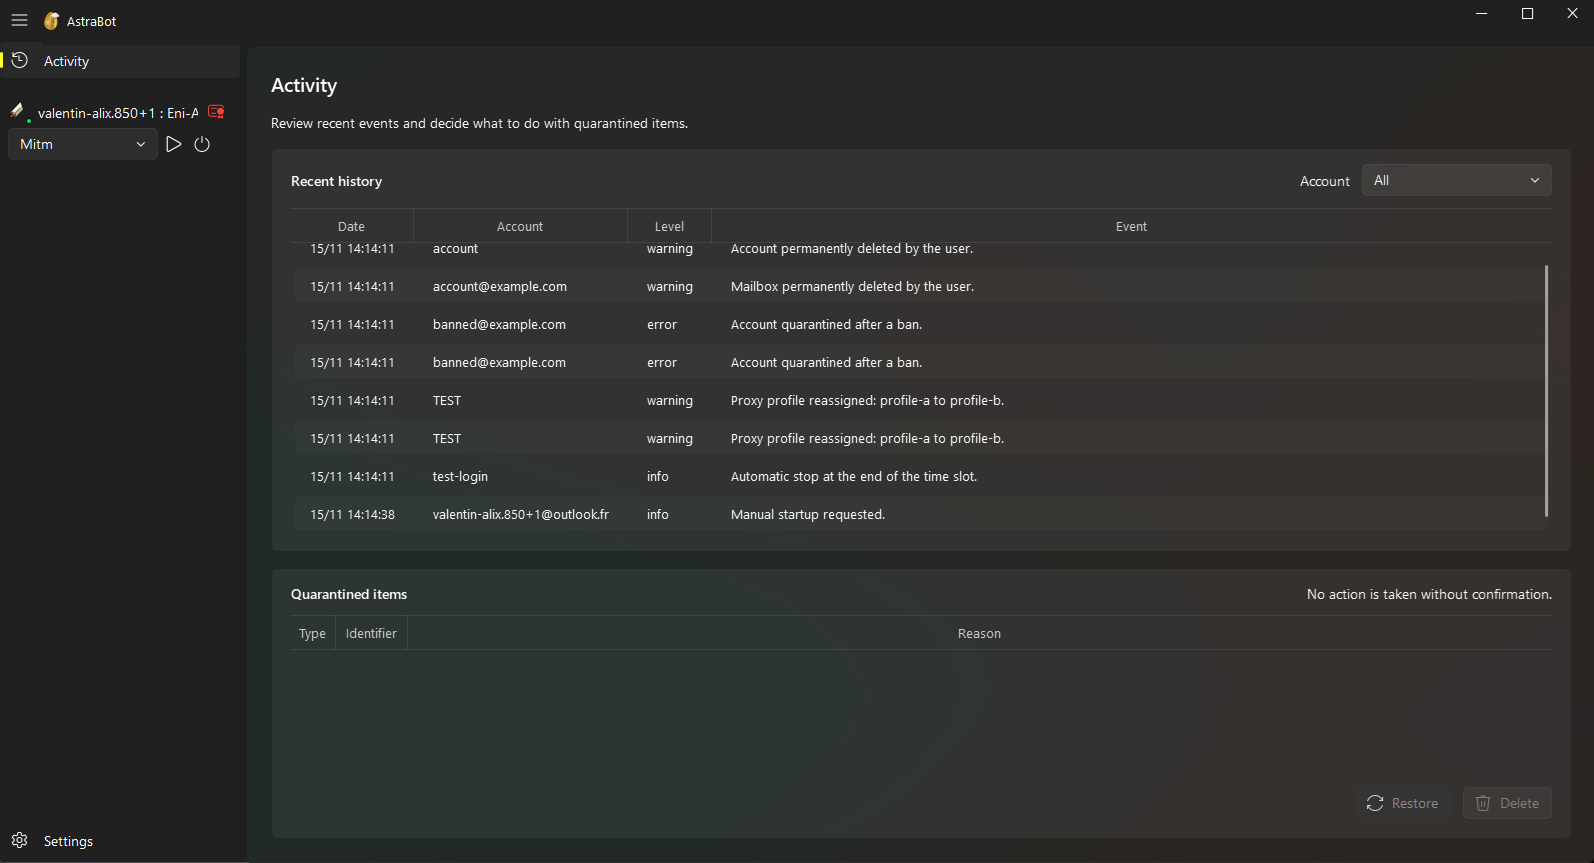 AstraBot
Activity
valentin-alix.850+1 : Eni-A
Mitm
Settings
Activity
Review recent events and decide what to do with quarantined items.
Recent history
Account All
Date Account Level Event
15/11 14:14:11 account warning Account permanently deleted by the user.
15/11 14:14:11 account@example.com warning Mailbox permanently deleted by the user.
15/11 14:14:11 banned@example.com error Account quarantined after a ban.
15/11 14:14:11 banned@example.com error Account quarantined after a ban.
15/11 14:14:11 TEST warning Proxy profile reassigned: profile-a to profile-b.
15/11 14:14:11 TEST warning Proxy profile reassigned: profile-a to profile-b.
15/11 14:14:11 test-login info Automatic stop at the end of the time slot.
15/11 14:14:38 valentin-alix.850+1@outlook.fr info Manual startup requested.
Quarantined items
No action is taken without confirmation.
Type Identifier Reason
Restore Delete